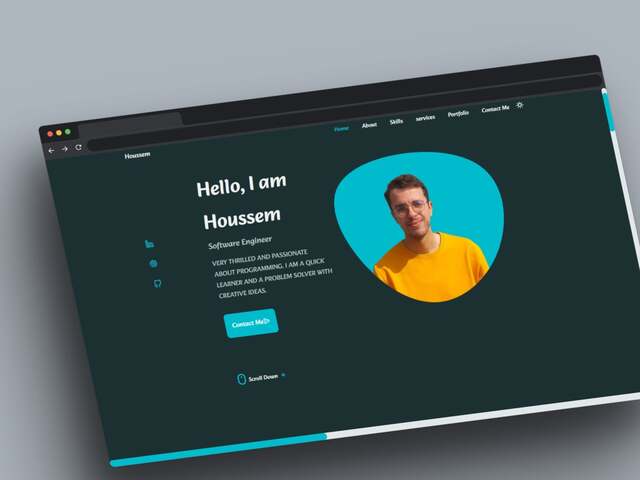 Houssem
Home About Skills services Portfolio Contact Me
Hello, I am
Houssem
Software Engineer
VERY THRILLED AND PASSIONATE
ABOUT PROGRAMMING. I AM A QUICK
LEARNER AND A PROBLEM SOLVER WITH
CREATIVE IDEAS.
Contact Me
Scroll Down